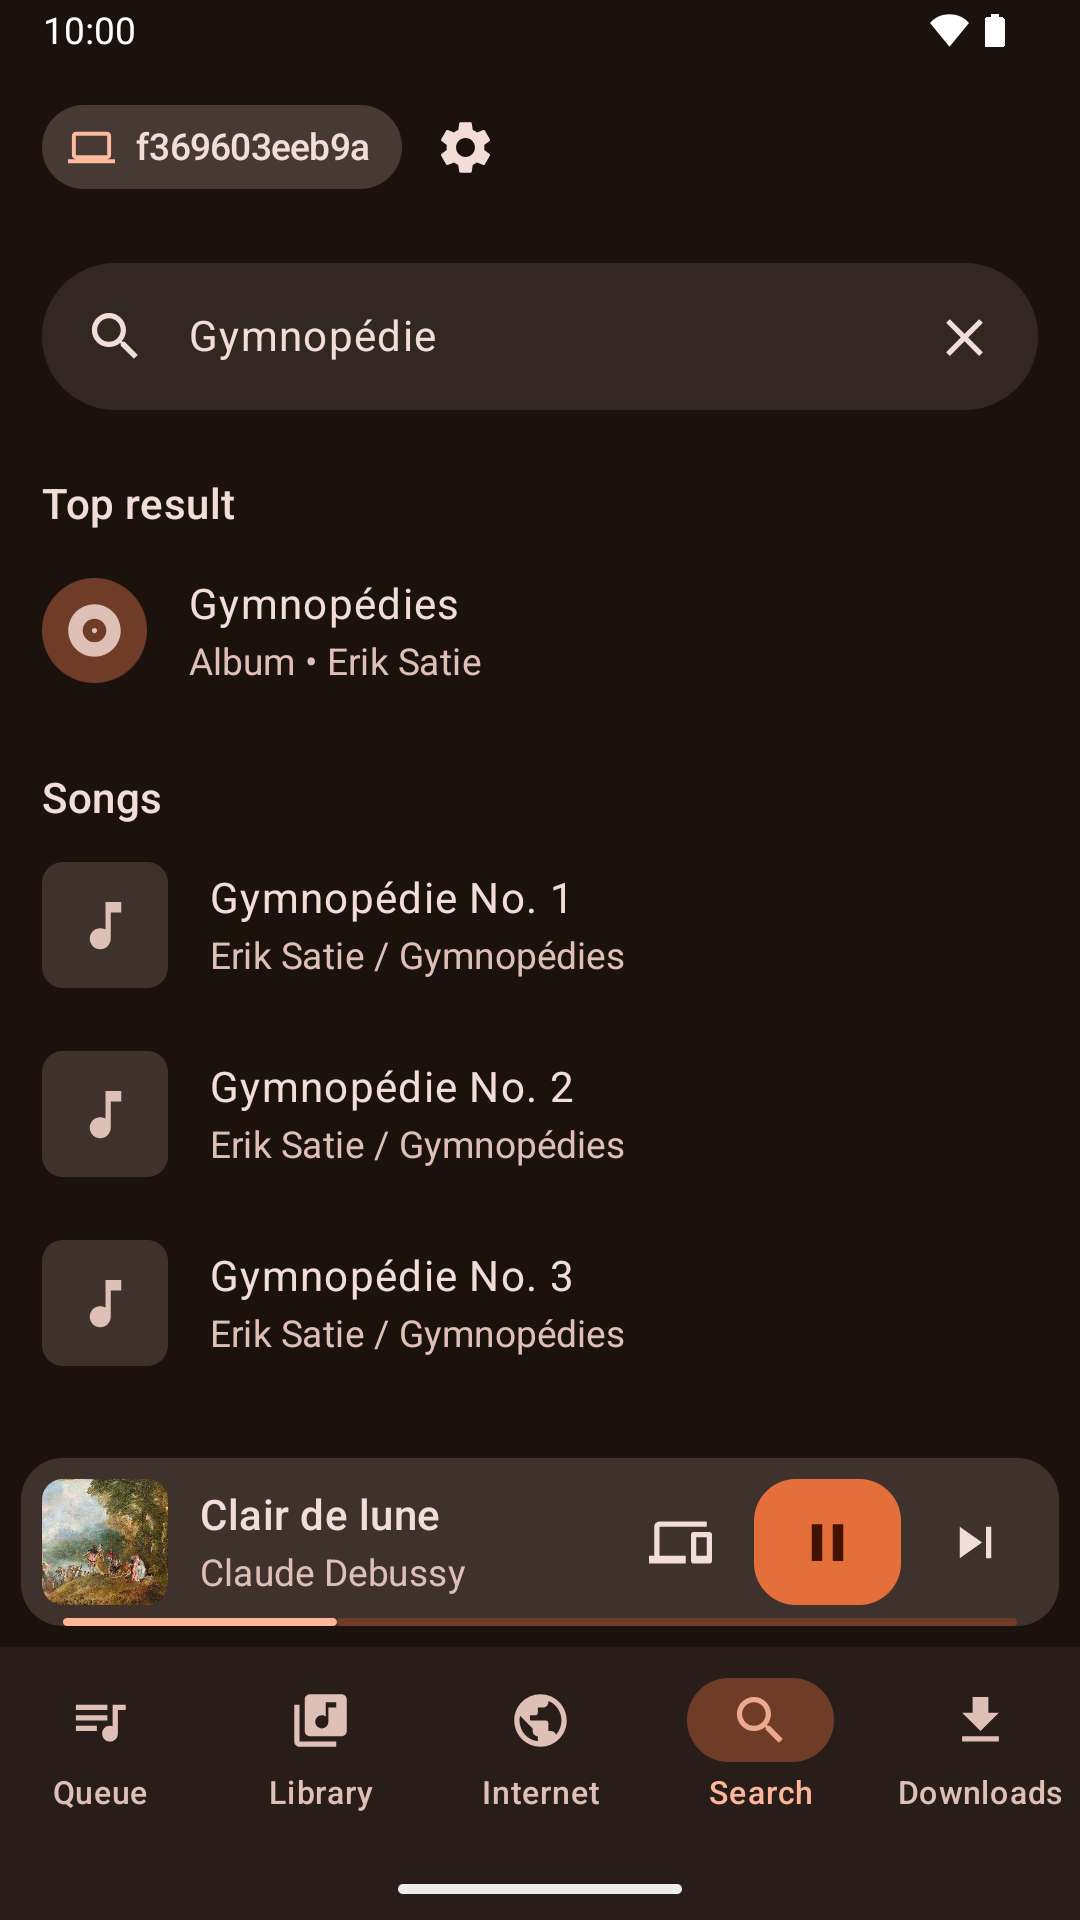 10:00
f369603eeb9a
Gymnopédie
Top result
Gymnopédies
Album • Erik Satie
Songs
Gymnopédie No. 1
Erik Satie / Gymnopédies
Gymnopédie No. 2
Erik Satie / Gymnopédies
Gymnopédie No. 3
Erik Satie / Gymnopédies
Clair de lune
Claude Debussy
Queue
Library
Internet
Search
Downloads